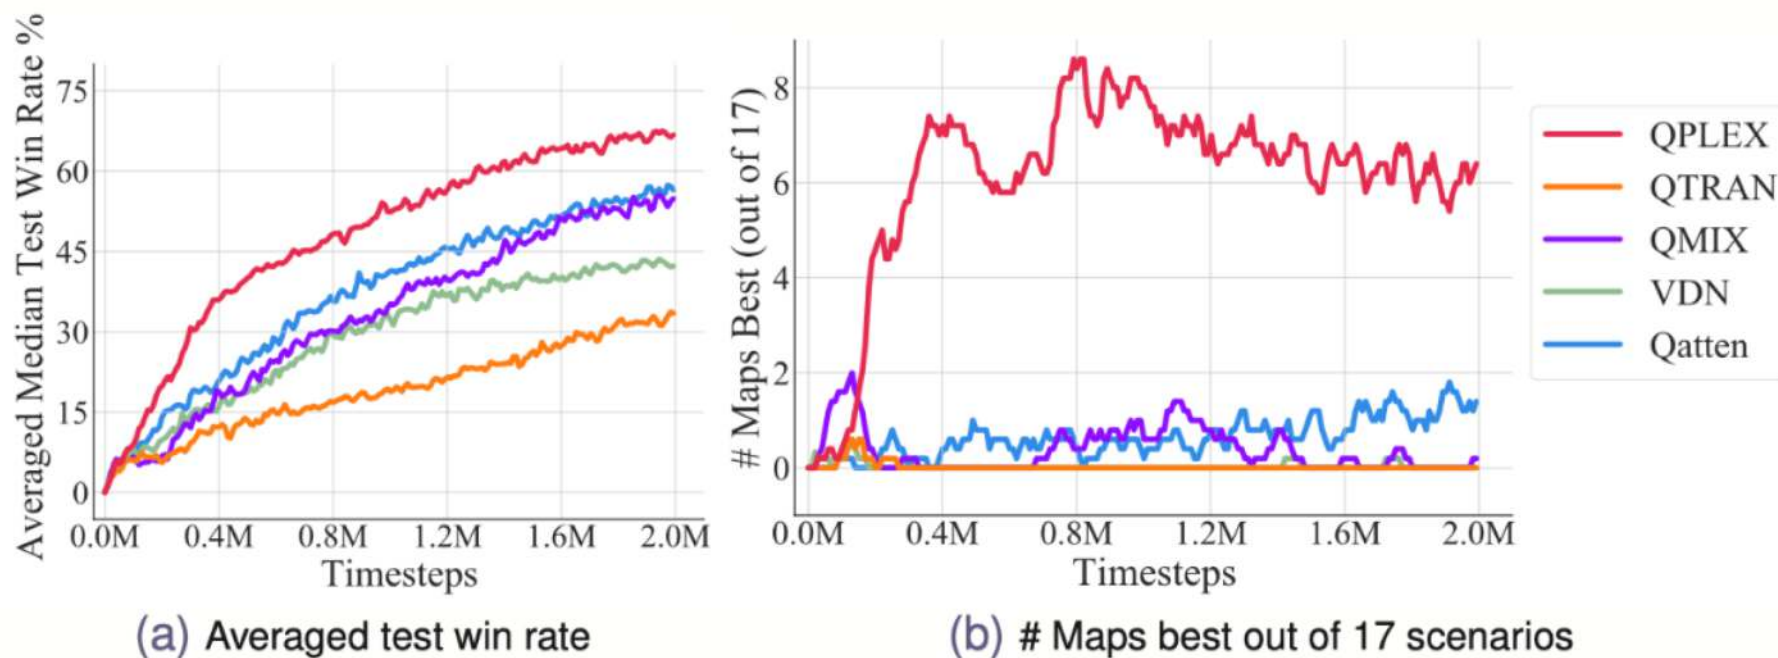 Averaged Median Test Win Rate %
75
60
45
30
15
0
0.0M 0.4M 0.8M 1.2M 1.6M 2.0M
Timesteps
(a) Averaged test win rate
# Maps Best (out of 17)
8
6
4
2
0
0.0M 0.4M 0.8M 1.2M 1.6M 2.0M
Timesteps
(b) # Maps best out of 17 scenarios
QPLEX
QTRAN
QMIX
VDN
Qatten